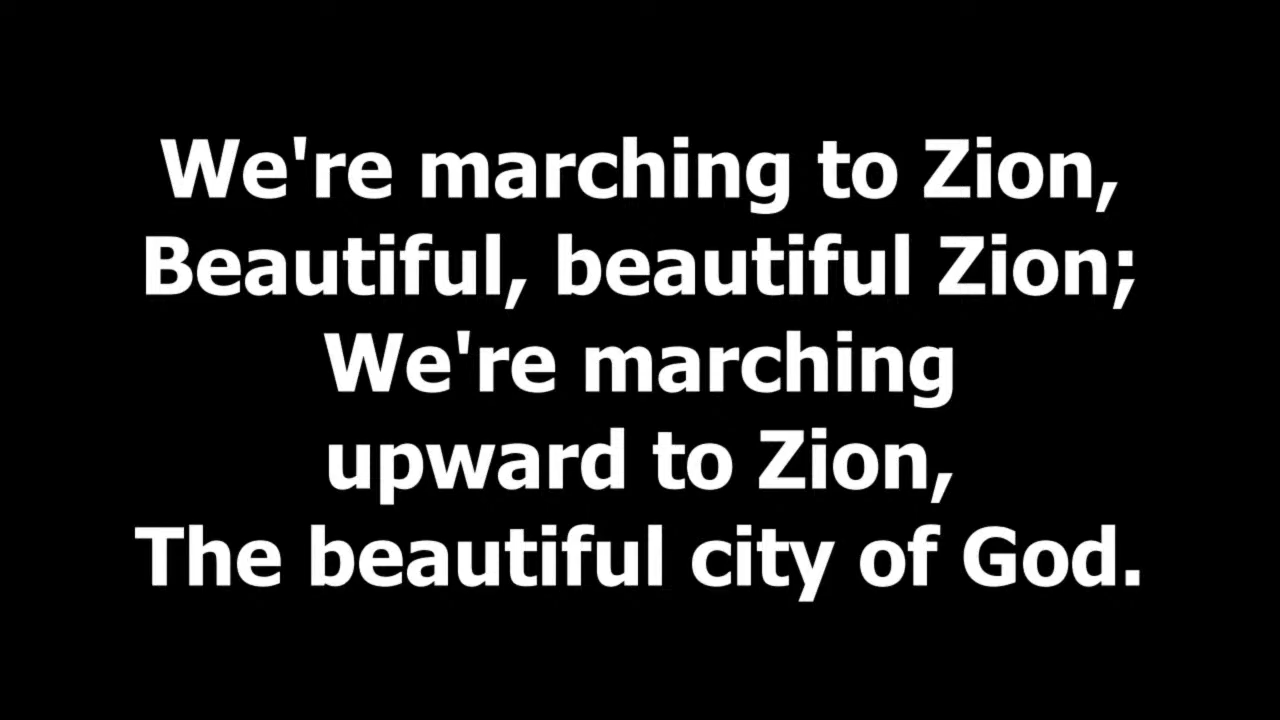 We're marching to Zion,
Beautiful, beautiful Zion;
We're marching
upward to Zion,
The beautiful city of God.